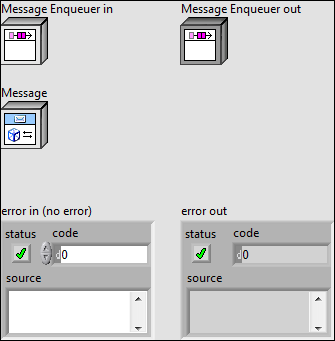 Message Enqueuer in
Message Enqueuer out
Message
error in (no error)
error out
status
code
0
status
code
0
source
source